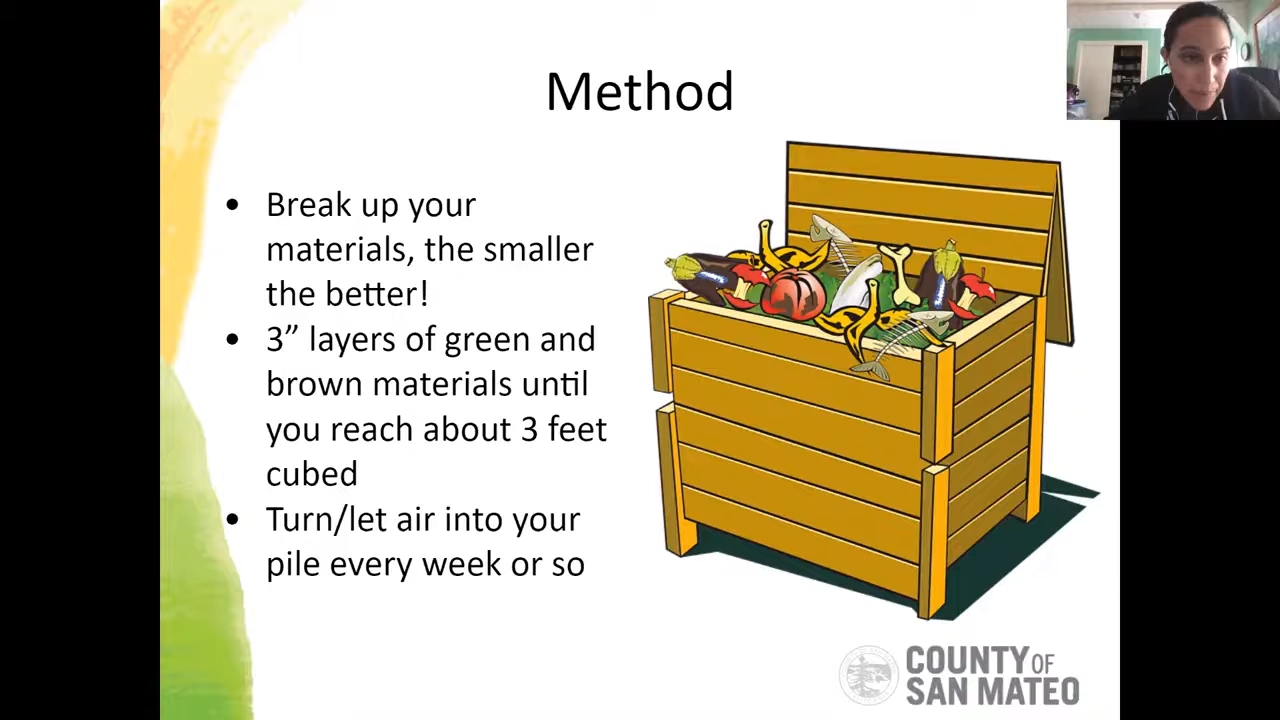 Method
• Break up your
materials, the smaller
the better!
• 3” layers of green and
brown materials until
you reach about 3 feet
cubed
• Turn/let air into your
pile every week or so
COUNTY OF
SAN MATEO